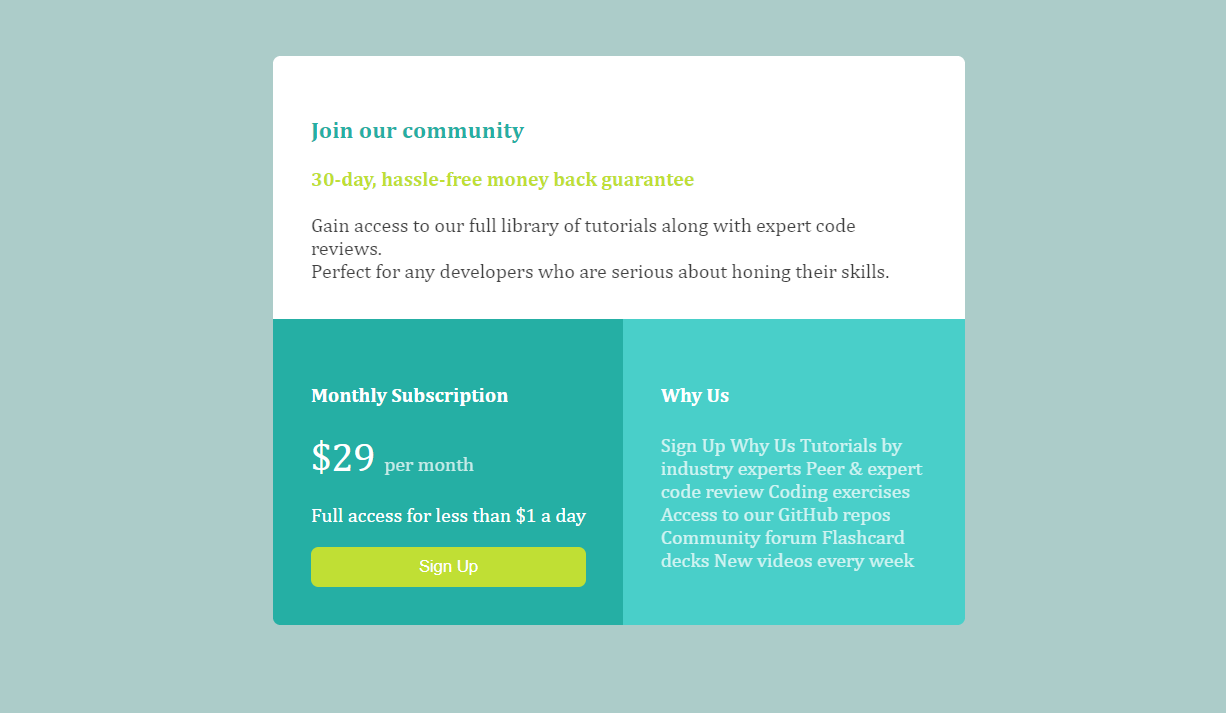 Join our community
30-day, hassle-free money back guarantee
Gain access to our full library of tutorials along with expert code
reviews.
Perfect for any developers who are serious about honing their skills.
Monthly Subscription
$29 per month
Full access for less than $1 a day
Sign Up
Why Us
Sign Up Why Us Tutorials by
industry experts Peer & expert
code review Coding exercises
Access to our GitHub repos
Community forum Flashcard
decks New videos every week